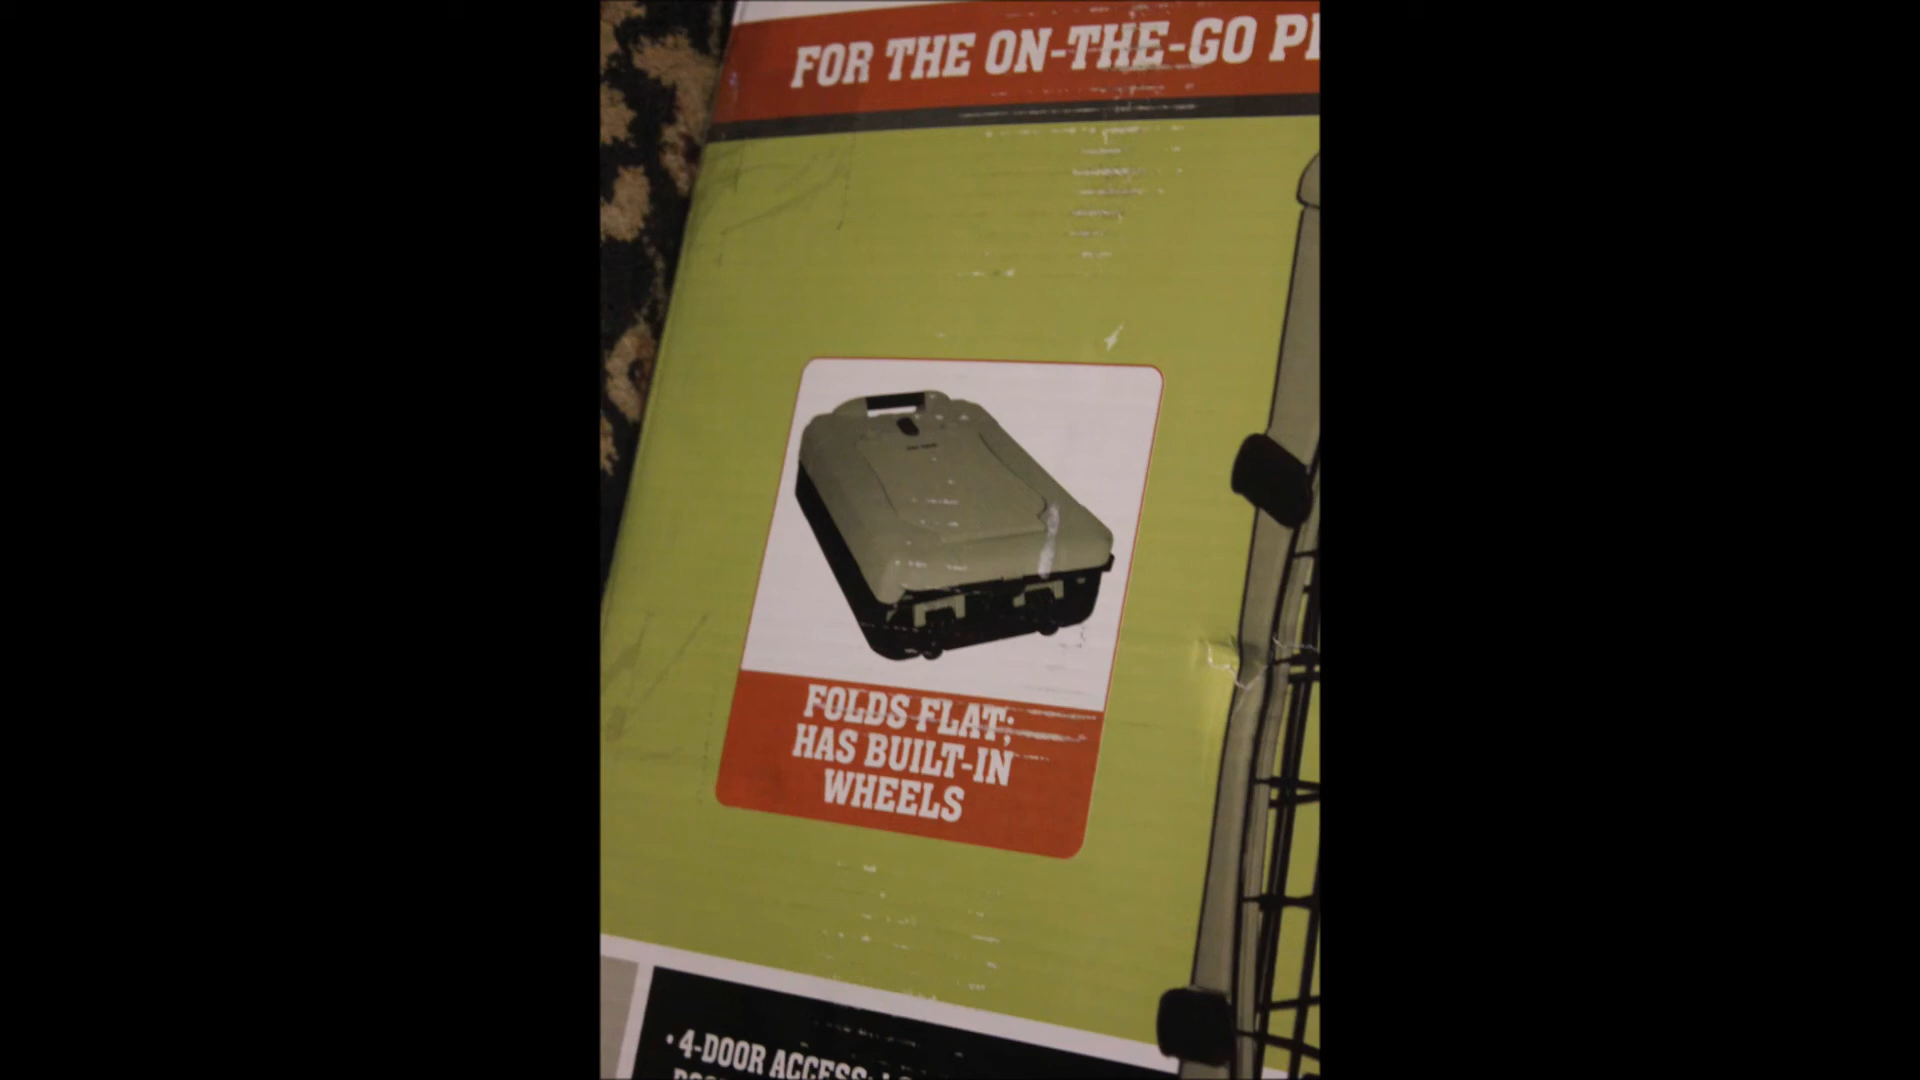 FOR THE ON-THE-GO
FOLDS FLAT;
HAS BUILT-IN
WHEELS
• 4-DOOR ACCESS: